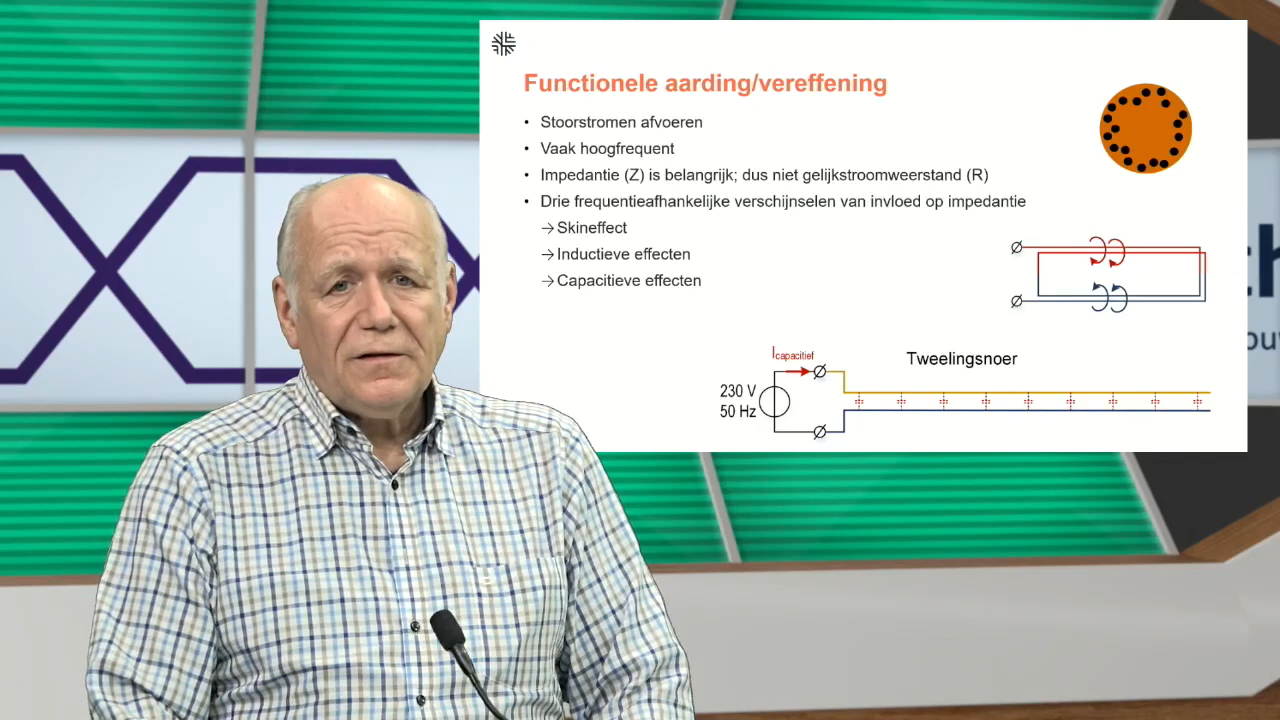 Functionele aarding/vereffening
• Stoorstromen afvoeren
• Vaak hoogfrequent
• Impedantie (Z) is belangrijk; dus niet gelijkstroomweerstand (R)
• Drie frequentieafhankelijke verschijnselen van invloed op impedantie
→ Skineffect
→ Inductieve effecten
→ Capacitieve effecten
Icapacitief
Tweelingsnoer
230 V
50 Hz